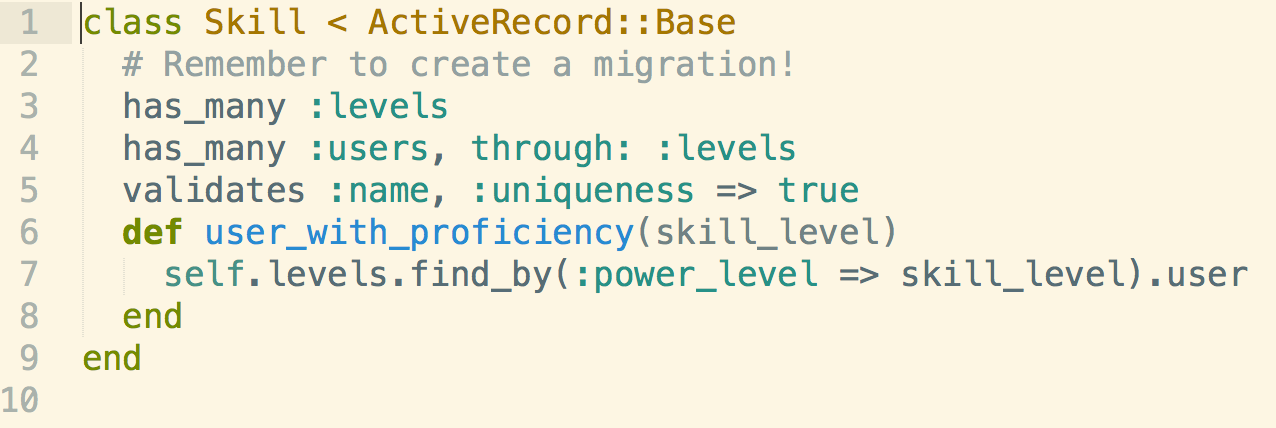 1 class Skill < ActiveRecord::Base
2   # Remember to create a migration!
3   has_many :levels
4   has_many :users, through: :levels
5   validates :name, :uniqueness => true
6   def user_with_proficiency(skill_level)
7     self.levels.find_by(:power_level => skill_level).user
8   end
9 end
10